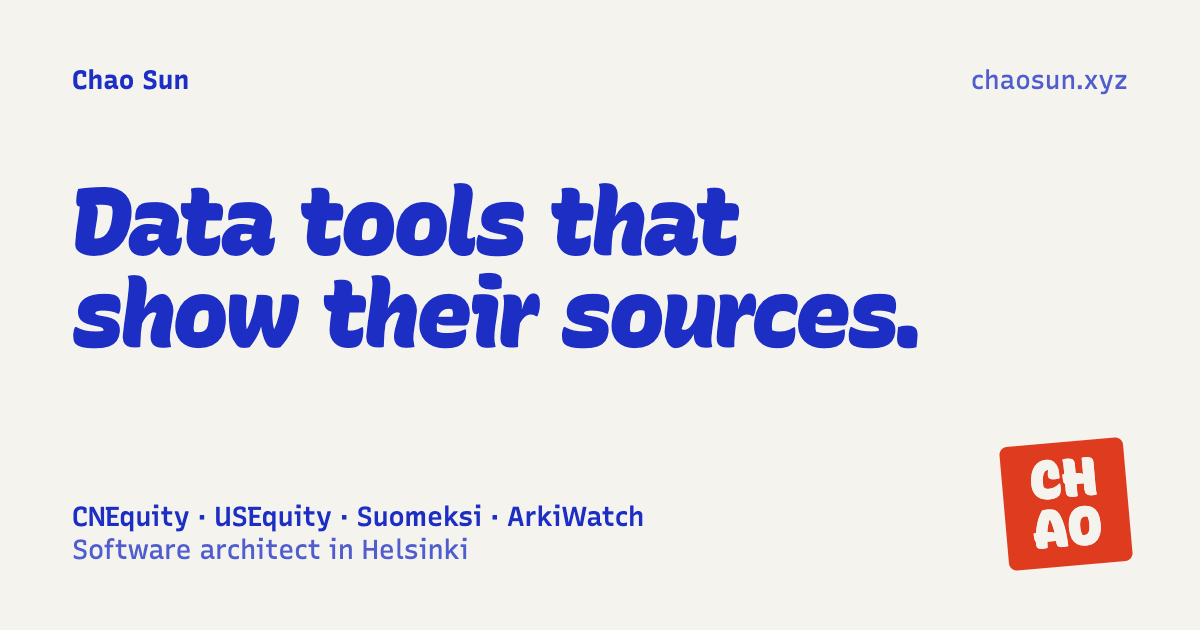 Chao Sun
chaosun.xyz
Data tools that
show their sources.
CNEquity · USEquity · Suomeksi · ArkiWatch
Software architect in Helsinki
CH
AO